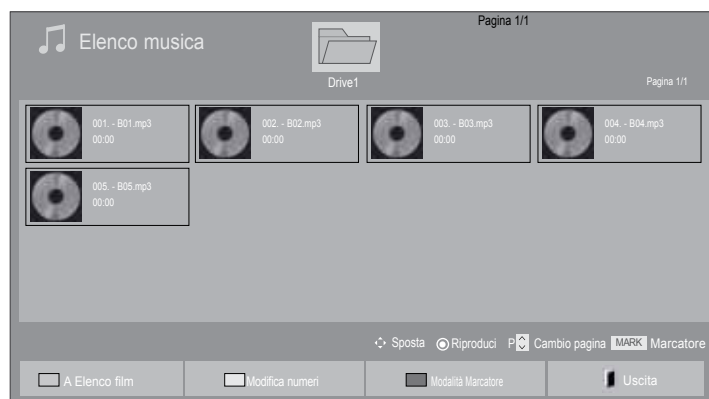 Pagina 1/1
Elenco musica
Drive1
Pagina 1/1
001. - B01.mp3
00:00
002. - B02.mp3
00:00
003. - B03.mp3
00:00
004. - B04.mp3
00:00
005. - B05.mp3
00:00
Sposta Riproduci P Cambio pagina MARK Marcatore
A Elenco film Modifica numeri Modalità Marcatore Uscita